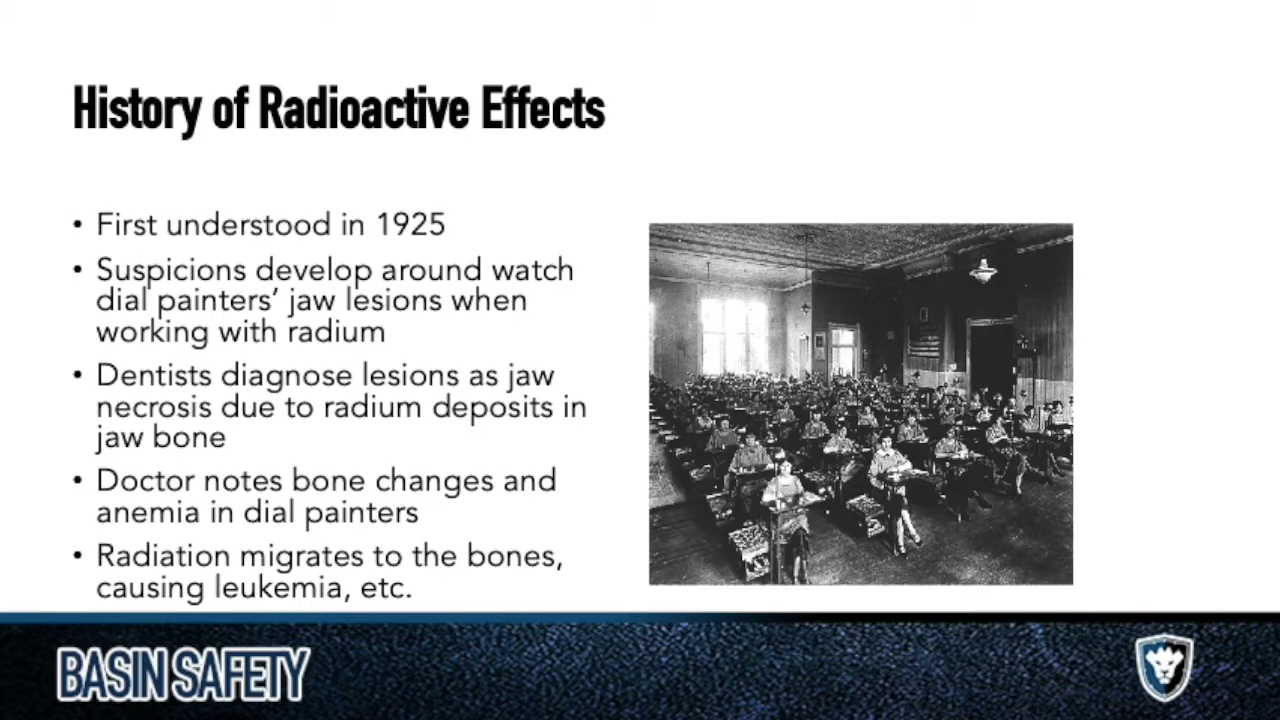 History of Radioactive Effects
• First understood in 1925
• Suspicions develop around watch
dial painters’ jaw lesions when
working with radium
• Dentists diagnose lesions as jaw
necrosis due to radium deposits in
jaw bone
• Doctor notes bone changes and
anemia in dial painters
• Radiation migrates to the bones,
causing leukemia, etc.
BASIN SAFETY